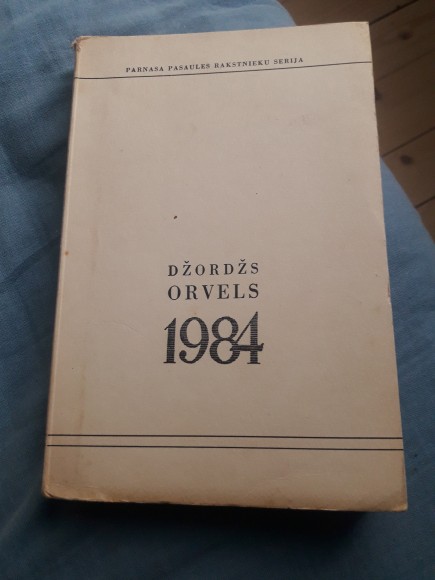 PARNASA PASAULES RAKSTNIEKU SERIJA
DŽORDŽS
ORVELS
1984